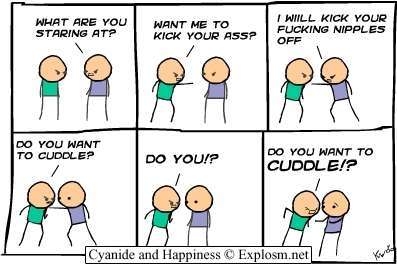 WHAT ARE YOU
STARING AT?
WANT ME TO
KICK YOUR ASS?
I WIILL KICK YOUR
FUCKING NIPPLES
OFF
DO YOU WANT
TO CUDDLE?
DO YOU!?
DO YOU WANT TO
CUDDLE!?
Cyanide and Happiness © Explosm.net